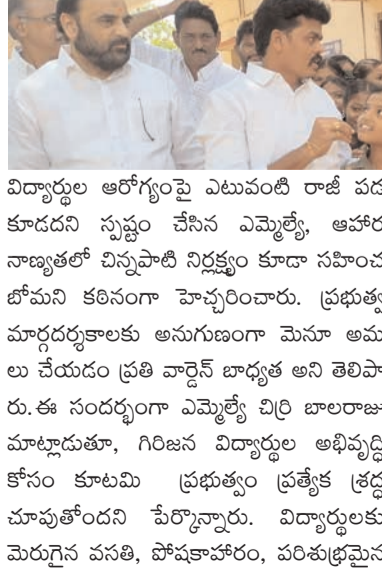 విద్యార్థుల ఆరోగ్యంపై ఎటువంటి రాజీ పడ
కూడదని స్పష్టం చేసిన ఎమ్మెల్యే, ఆహార
నాణ్యతలో చిన్నపాటి నిర్లక్ష్యం కూడా సహించ
బోమని కఠినంగా హెచ్చరించారు. ప్రభుత్వ
మార్గదర్శకాలకు అనుగుణంగా మెనూ అమ
లు చేయడం ప్రతి వార్డెన్ బాధ్యత అని తెలిపా
రు.ఈ సందర్భంగా ఎమ్మెల్యే చిర్రి బాలరాజు
మాట్లాడుతూ, గిరిజన విద్యార్థుల అభివృద్ధి
కోసం కూటమి ప్రభుత్వం ప్రత్యేక శ్రద్ధ
చూపుతోందని పేర్కొన్నారు. విద్యార్థులకు
మెరుగైన వసతి, పోషకాహారం, పరిశుభ్రమైన